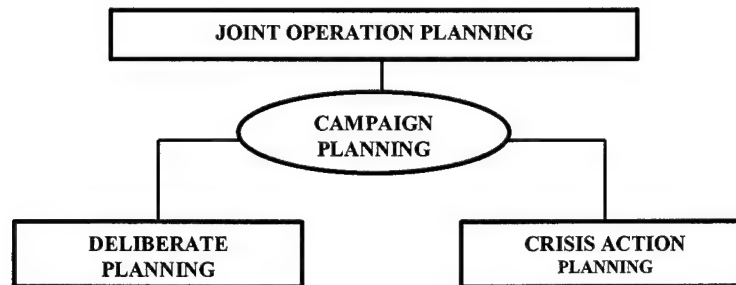 JOINT OPERATION PLANNING
CAMPAIGN
PLANNING
DELIBERATE
PLANNING
CRISIS ACTION
PLANNING